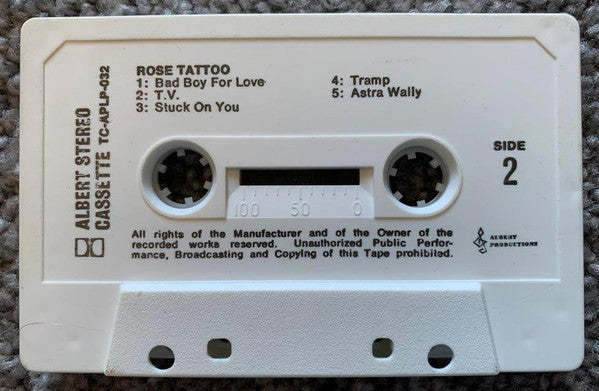 ROSE TATTOO
1: Bad Boy For Love
2: T.V.
3: Stuck On You
4: Tramp
5: Astra Wally
ALBERT STEREO
CASSETTE TC-APLP-032
SIDE
2
100 50 0
All rights of the Manufacturer and of the Owner of the
recorded works reserved. Unauthorized Public Perfor-
mance, Broadcasting and Copying of this Tape prohibited.
ALBERT
PRODUCTIONS